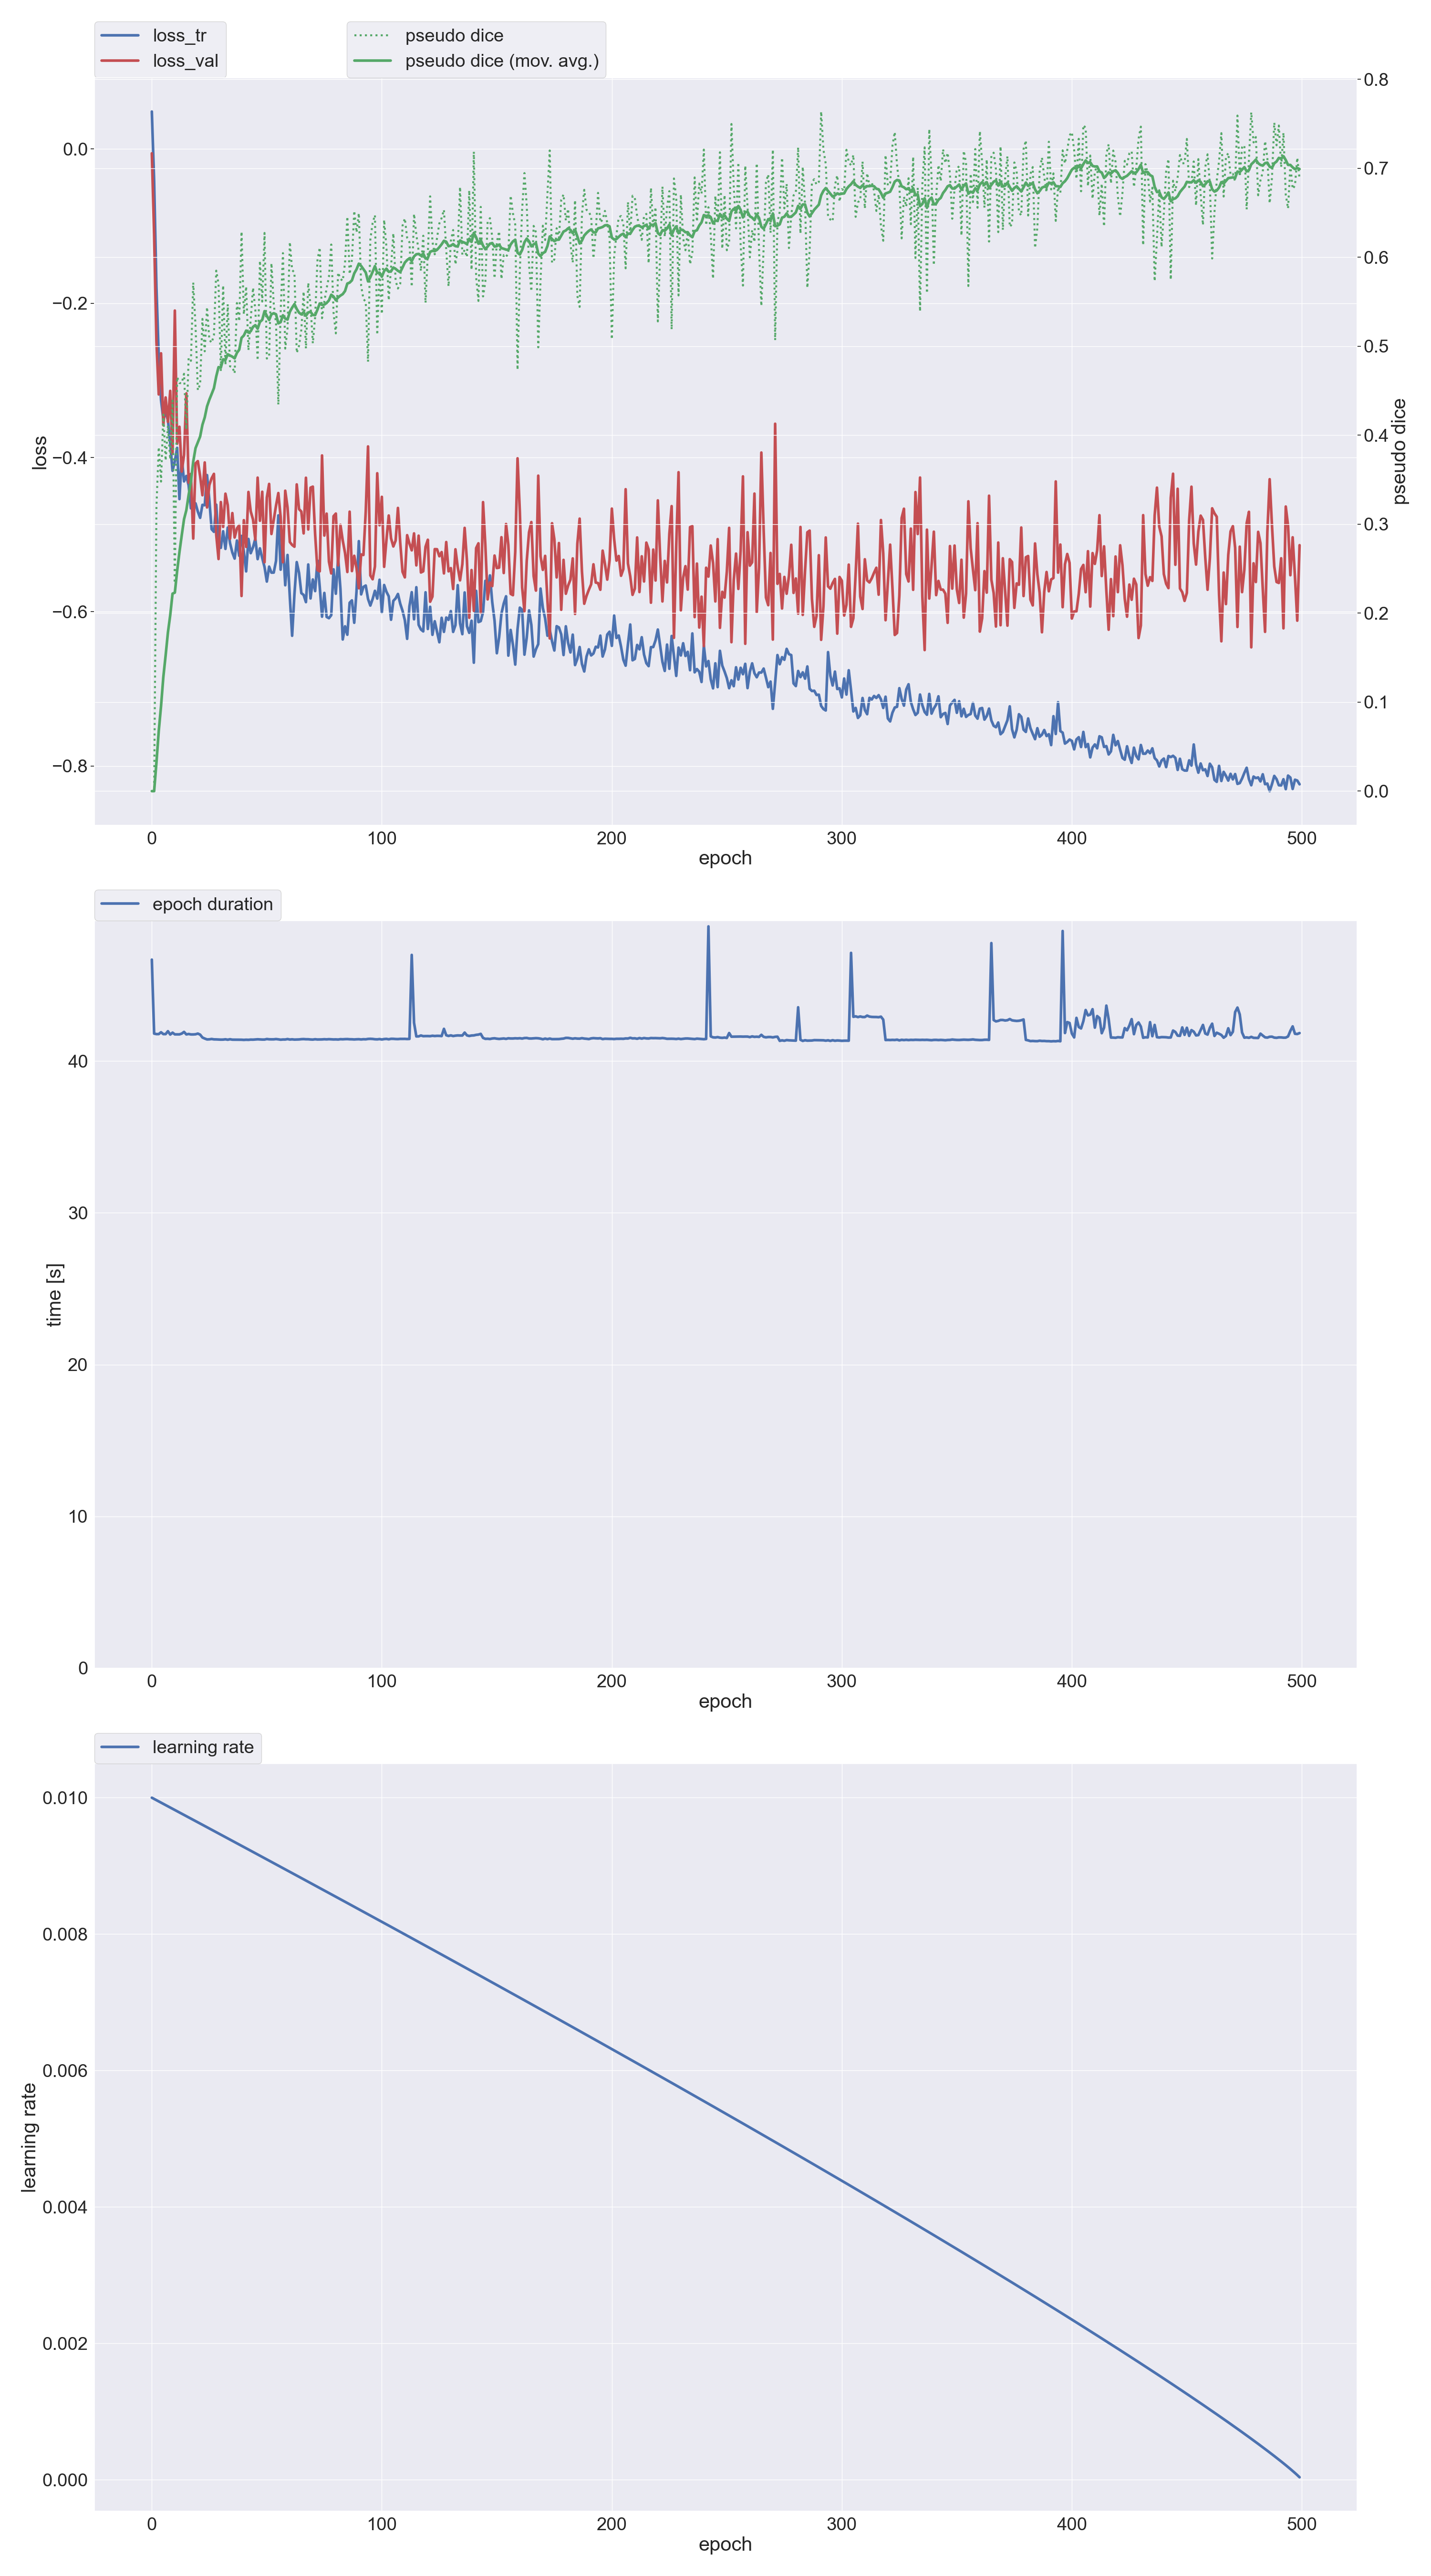 loss_tr
loss_val
pseudo dice
pseudo dice (mov. avg.)
0.0
−0.2
−0.4
−0.6
−0.8
loss
0.8
0.7
0.6
0.5
0.4
0.3
0.2
0.1
0.0
pseudo dice
0 100 200 300 400 500
epoch
epoch duration
40
30
20
10
0
time [s]
0 100 200 300 400 500
epoch
learning rate
0.010
0.008
0.006
0.004
0.002
0.000
learning rate
0 100 200 300 400 500
epoch